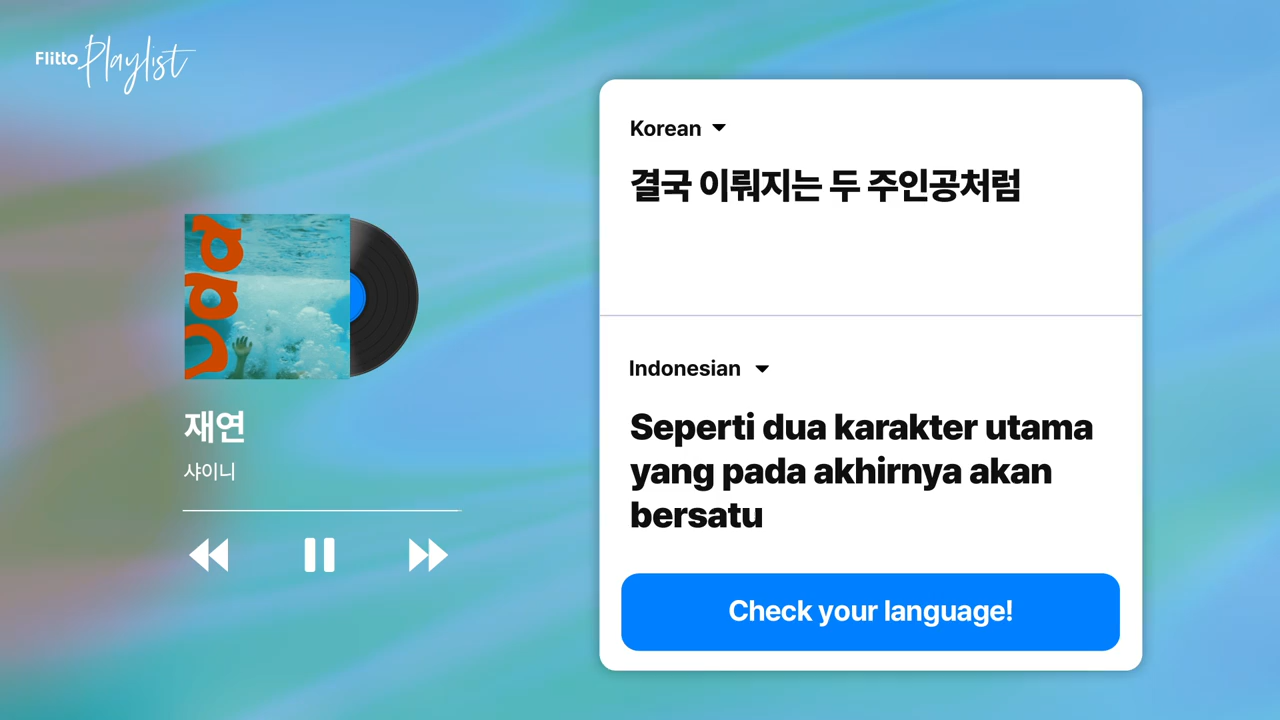 Flitto Playlist
Korean
결국 이뤄지는 두 주인공처럼
재연
샤이니
Indonesian
Seperti dua karakter utama
yang pada akhirnya akan
bersatu
Check your language!